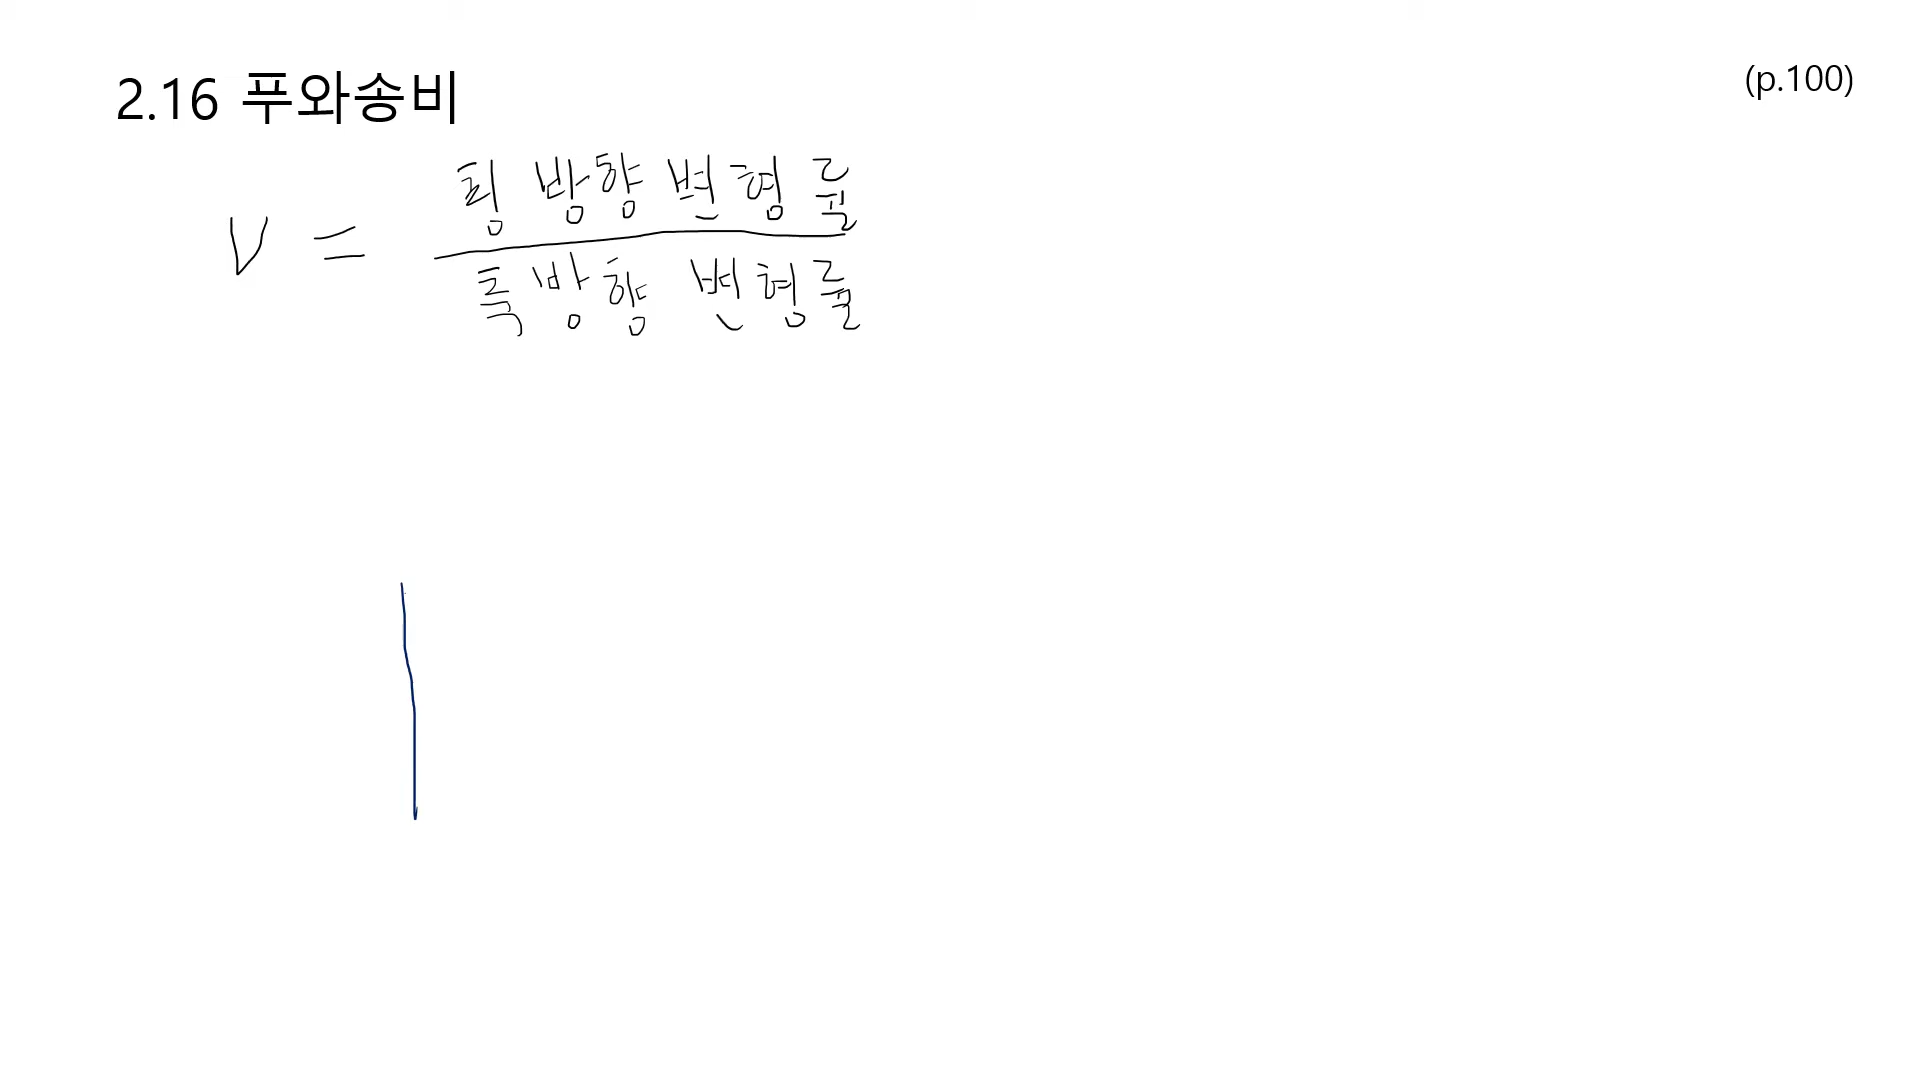 2.16 푸와송비
(p.100)
횡방향변형률
ν =
축방향 변형률